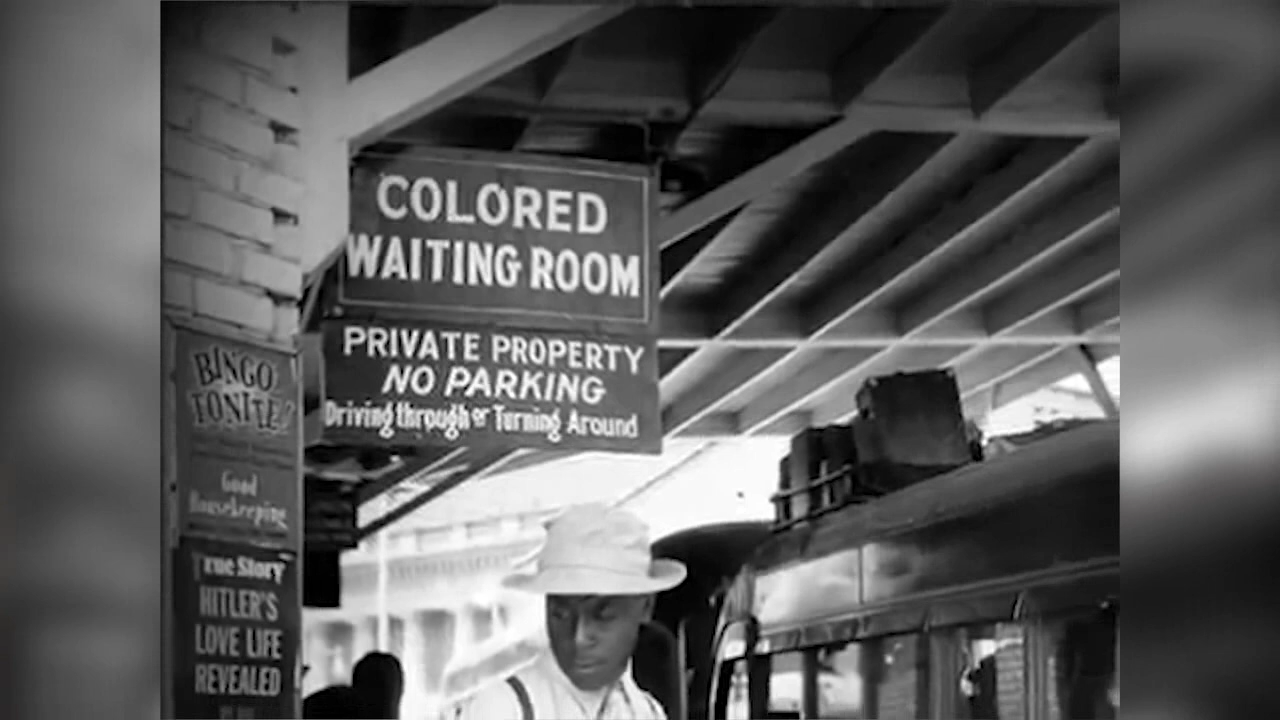 COLORED
WAITING ROOM
PRIVATE PROPERTY
NO PARKING
Driving through or Turning Around
BINGO
TONITE!
Good
Housekeeping
True Story
HITLER'S
LOVE LIFE
REVEALED